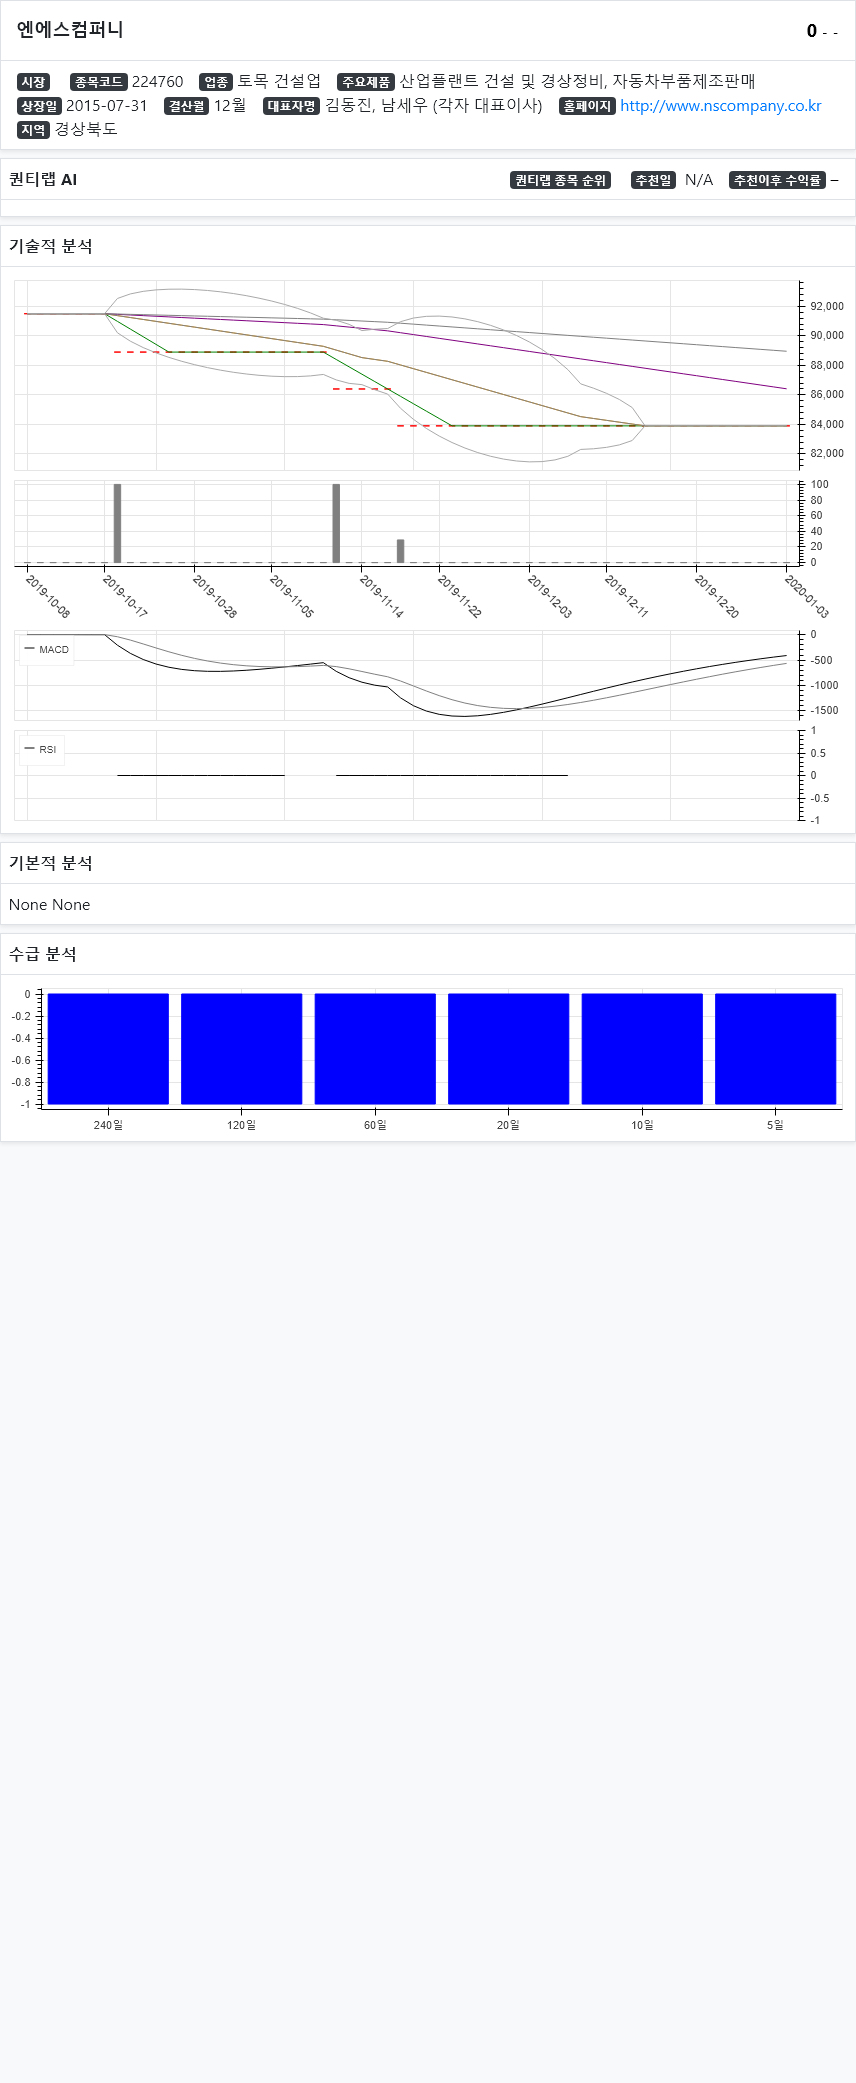 엔에스컴퍼니 0 - -
시장 종목코드 224760 업종 토목 건설업 주요제품 산업플랜트 건설 및 경상정비, 자동차부품제조판매
상장일 2015-07-31 결산월 12월 대표자명 김동진, 남세우 (각자 대표이사) 홈페이지 http://www.nscompany.co.kr
지역 경상북도
퀀티랩 AI 퀀티랩 종목 순위 추천일 N/A 추천이후 수익률 –
기술적 분석
92,000
90,000
88,000
86,000
84,000
82,000
100
80
60
40
20
0
2019-10-08 2019-10-17 2019-10-28 2019-11-05 2019-11-14 2019-11-22 2019-12-03 2019-12-11 2019-12-20 2020-01-03
MACD
0
-500
-1000
-1500
RSI
1
0.5
0
-0.5
-1
기본적 분석
None None
수급 분석
0
-0.2
-0.4
-0.6
-0.8
-1
240일 120일 60일 20일 10일 5일